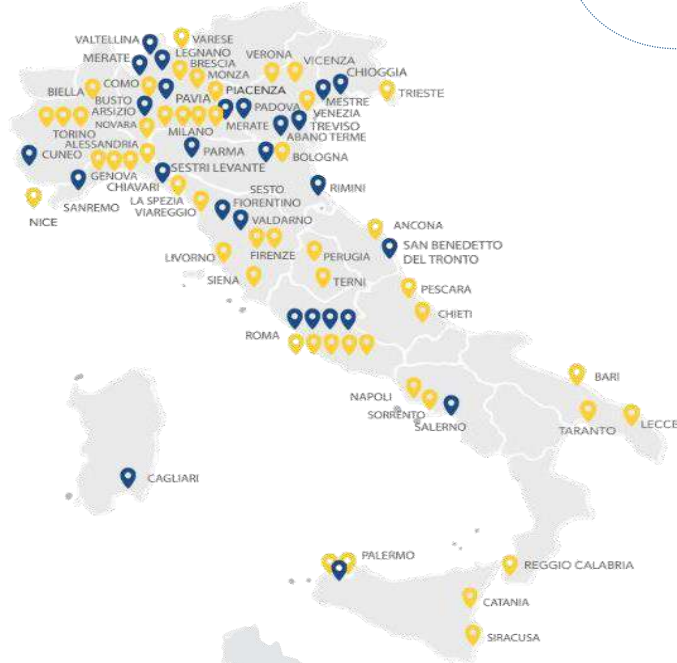 VARESE
VALTELLINA
LEGNANO
MERATE
BRESCIA
VERONA
VICENZA
MONZA
CHIOGGIA
COMO
BIELLA
PIACENZA
TRIESTE
BUSTO
ARSIZIO
PAVIA
PADOVA
MESTRE
VENEZIA
NOVARA
TREVISO
TORINO
MILANO
MERATE
ABANO TERME
ALESSANDRIA
PARMA
CUNEO
BOLOGNA
SESTRI LEVANTE
GENOVA
CHIAVARI
SESTO
FIORENTINO
RIMINI
LA SPEZIA
SANREMO
VIAREGGIO
NICE
VALDARNO
ANCONA
SAN BENEDETTO
DEL TRONTO
LIVORNO
FIRENZE
PERUGIA
SIENA
TERNI
PESCARA
CHIETI
ROMA
BARI
NAPOLI
SORRENTO
SALERNO
TARANTO
LECCE
CAGLIARI
PALERMO
REGGIO CALABRIA
CATANIA
SIRACUSA